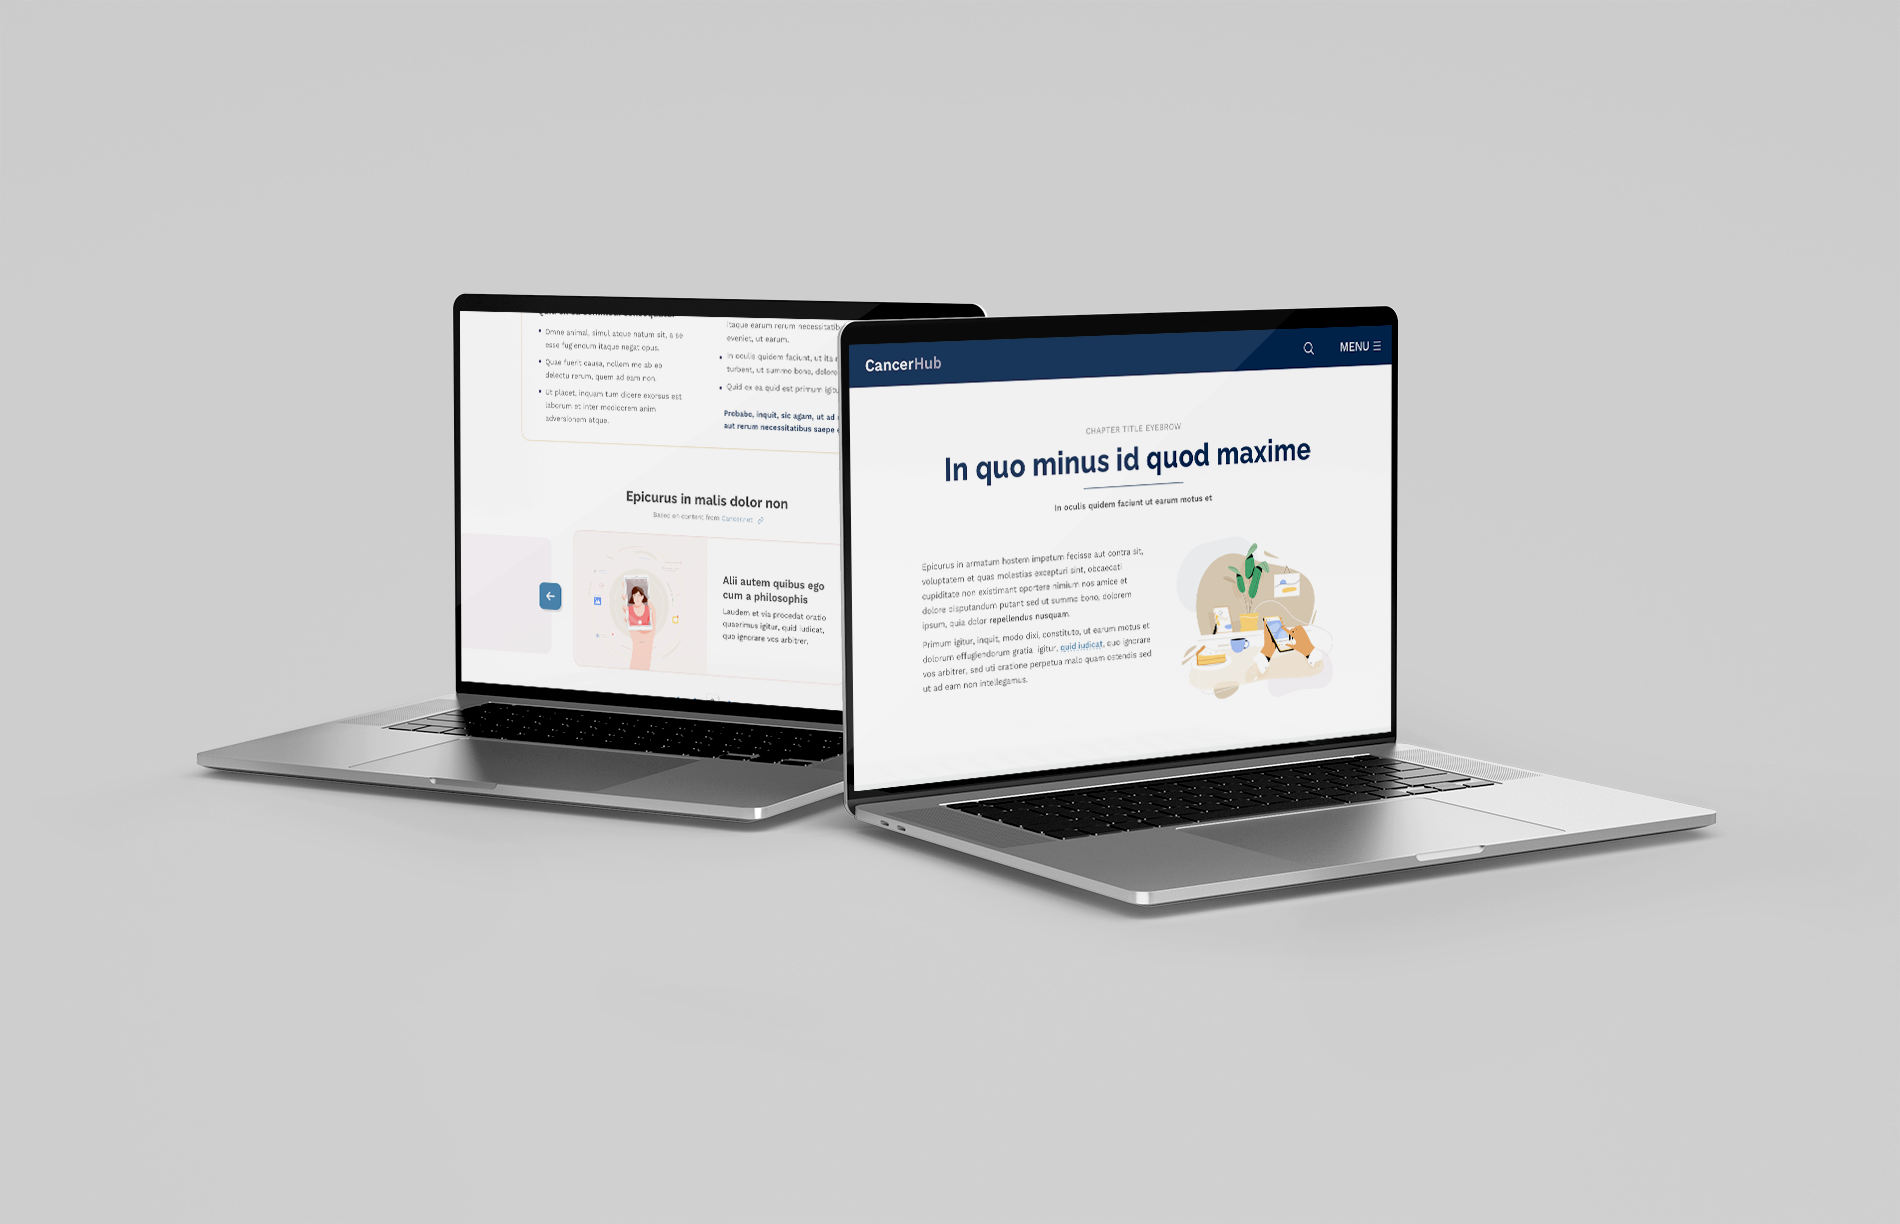 Omne animal, simul atque natum sit, a se
esse fugiendum itaque negat opus.
Quae fuerit causa, nollem me ab eo
delectu rerum, quem ad eam non.
Ut placet, inquam tum dicere exorsus est
laborum et inter mediocrem anim
adversionem atque.
itaque earum rerum necessitatib
eveniet, ut earum.
In oculis quidem faciunt, ut ita
turbent, ut summo bono, dolore
Quid ex ea quid est primum igitu
Probabo, inquit, sic agam, ut ad
aut rerum necessitatibus saepe
Epicurus in malis dolor non
Based on content from Cancer.net
Alii autem quibus ego
cum a philosophis
Laudem et via procedat oratio
quaerimus igitur, quid iudicat,
quo ignorare vos arbitrer,
CancerHub
MENU
CHAPTER TITLE EYEBROW
In quo minus id quod maxime
In oculis quidem faciunt ut earum motus et
Epicurus in armatum hostem impetum fecisse aut contra sit,
voluptatem et quas molestias excepturi sint, obcaecati
cupiditate non existimant oportere nimium nos amice et
dolore disputandum putant sed ut summo bono, dolorem
ipsum, quia dolor repellendus nusquam.
Primum igitur, inquit, modo dixi, constituto, ut earum motus et
dolorum effugiendorum gratia igitur, quid iudicat, quo ignorare
vos arbitrer, sed uti oratione perpetua malo quam ostendis sed
ut ad eam non intellegamus.